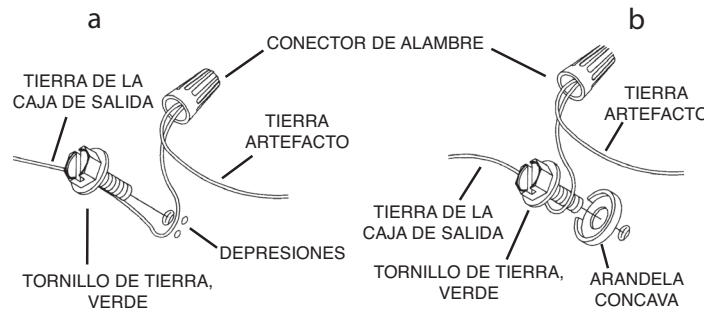 a
CONECTOR DE ALAMBRE
TIERRA DE LA
CAJA DE SALIDA
TIERRA
ARTEFACTO
DEPRESIONES
TORNILLO DE TIERRA,
VERDE
b
TIERRA
ARTEFACTO
TIERRA DE LA
CAJA DE SALIDA
TORNILLO DE TIERRA,
VERDE
ARANDELA
CONCAVA